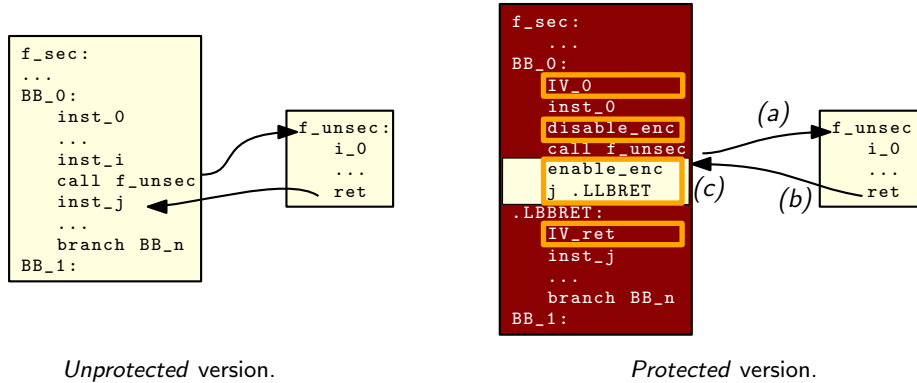 f_sec:
...
BB_0:
inst_0
...
inst_i
call f_unsec
inst_j
...
branch BB_n
BB_1:
f_unsec:
i_0
...
ret
Unprotected version.
f_sec:
...
BB_0:
IV_0
inst_0
disable_enc
call f_unsec
enable_enc
j .LLBRET
.LBBRET:
IV_ret
inst_j
...
branch BB_n
BB_1:
(a)
(c)
(b)
f_unsec
i_0
...
ret
Protected version.